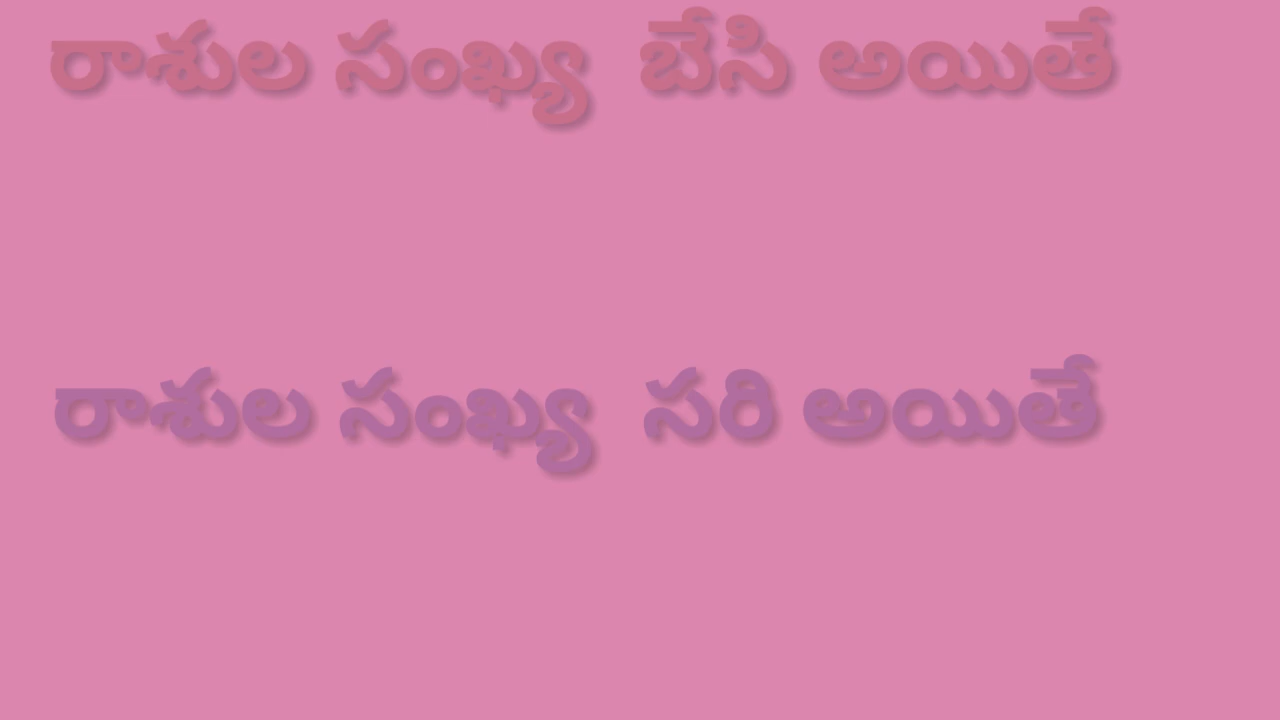 రాశుల సంఖ్య బేసి అయితే
రాశుల సంఖ్య సరి అయితే